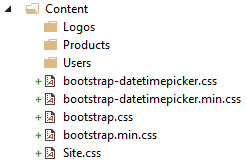 Content
Logos
Products
Users
bootstrap-datetimepicker.css
bootstrap-datetimepicker.min.css
bootstrap.css
bootstrap.min.css
Site.css